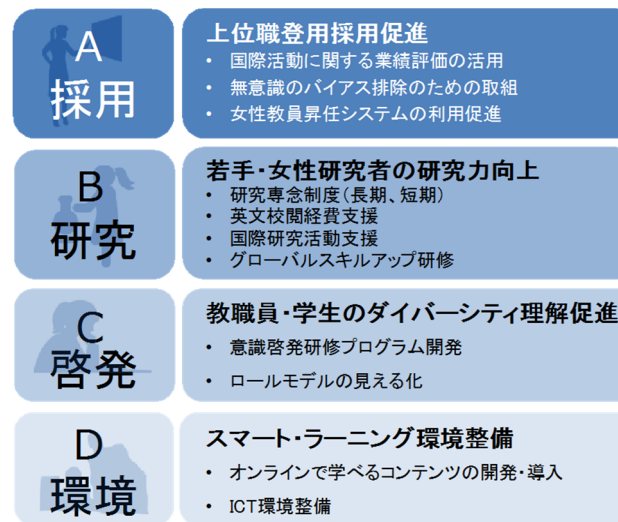 A
採用
上位職登用採用促進
• 国際活動に関する業績評価の活用
• 無意識のバイアス排除のための取組
• 女性教員昇任システムの利用促進
B
研究
若手・女性研究者の研究力向上
• 研究専念制度(長期、短期)
• 英文校閲経費支援
• 国際研究活動支援
• グローバルスキルアップ研修
C
啓発
教職員・学生のダイバーシティ理解促進
• 意識啓発研修プログラム開発
• ロールモデルの見える化
D
環境
スマート・ラーニング環境整備
• オンラインで学べるコンテンツの開発・導入
• ICT環境整備